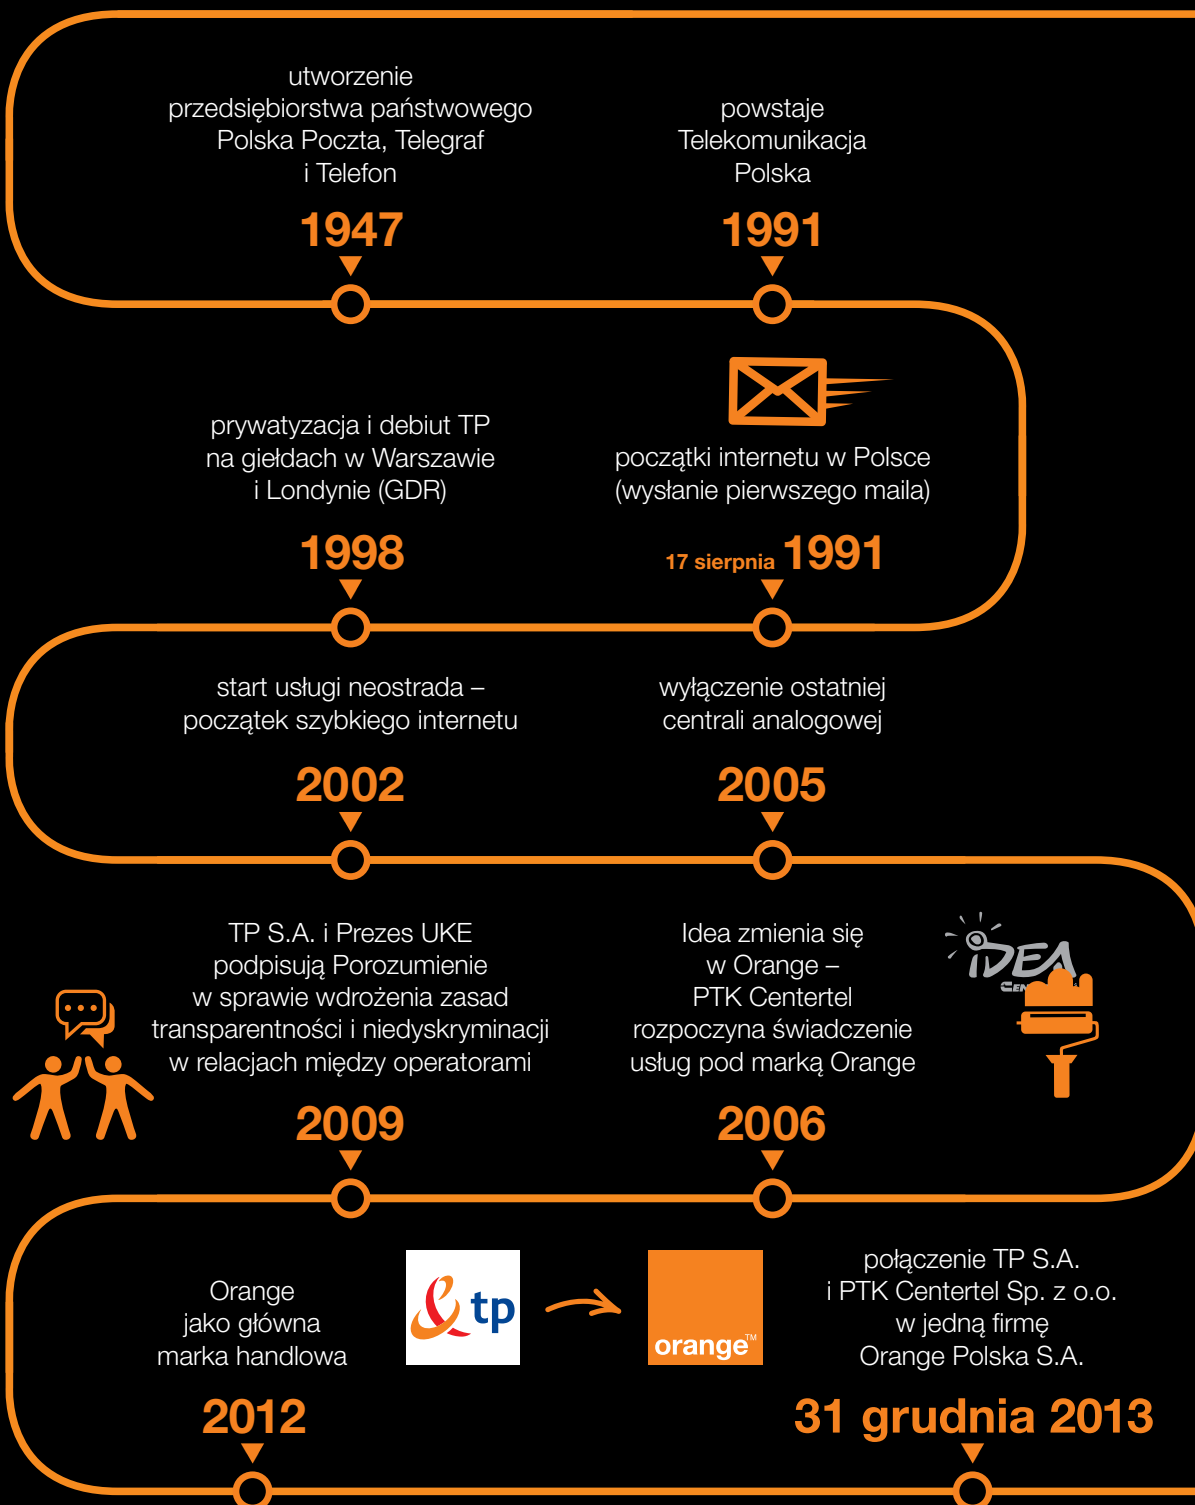 utworzenie
przedsiębiorstwa państwowego
Polska Poczta, Telegraf
i Telefon
1947
powstaje
Telekomunikacja
Polska
1991
prywatyzacja i debiut TP
na giełdach w Warszawie
i Londynie (GDR)
1998
początki internetu w Polsce
(wysłanie pierwszego maila)
17 sierpnia 1991
start usługi neostrada –
początek szybkiego internetu
2002
wyłączenie ostatniej
centrali analogowej
2005
TP S.A. i Prezes UKE
podpisują Porozumienie
w sprawie wdrożenia zasad
transparentności i niedyskryminacji
w relacjach między operatorami
2009
Idea zmienia się
w Orange –
PTK Centertel
rozpoczyna świadczenie
usług pod marką Orange
2006
iDEA
Orange
jako główna
marka handlowa
2012
tp
orange™
połączenie TP S.A.
i PTK Centertel Sp. z o.o.
w jedną firmę
Orange Polska S.A.
31 grudnia 2013